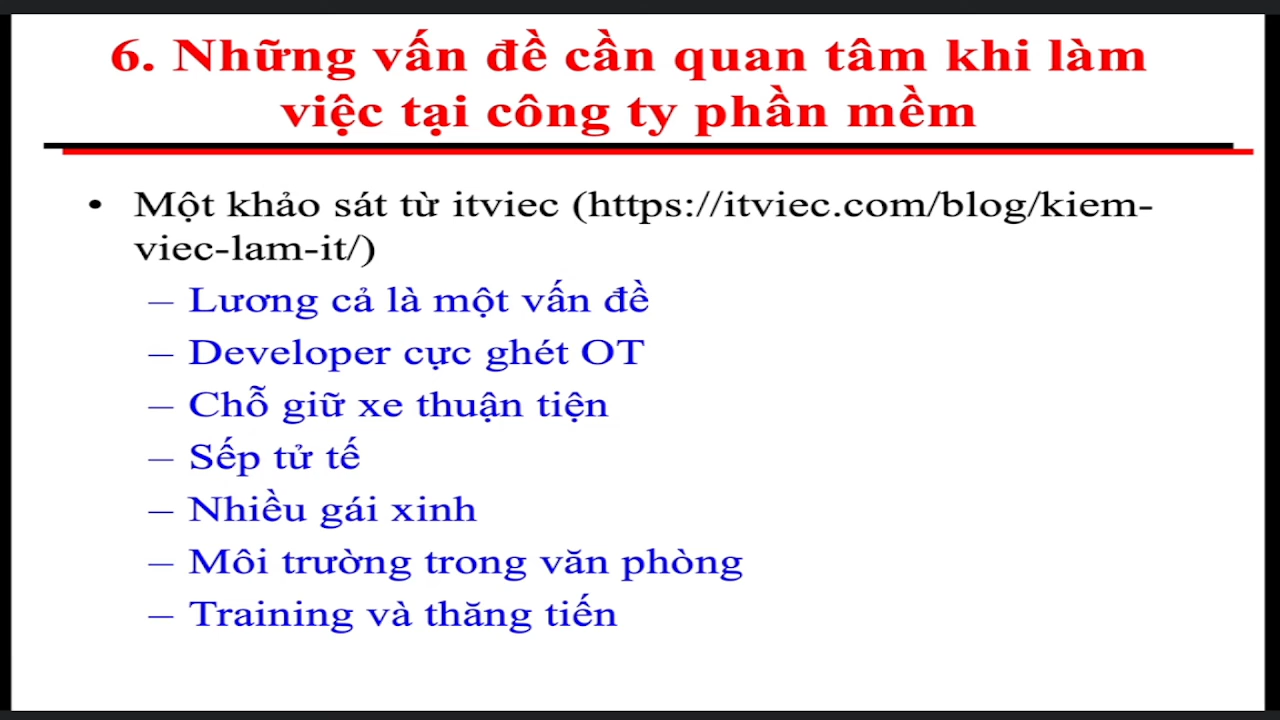 6. Những vấn đề cần quan tâm khi làm
việc tại công ty phần mềm
• Một khảo sát từ itviec (https://itviec.com/blog/kiem-
viec-lam-it/)
– Lương cả là một vấn đề
– Developer cực ghét OT
– Chỗ giữ xe thuận tiện
– Sếp tử tế
– Nhiều gái xinh
– Môi trường trong văn phòng
– Training và thăng tiến